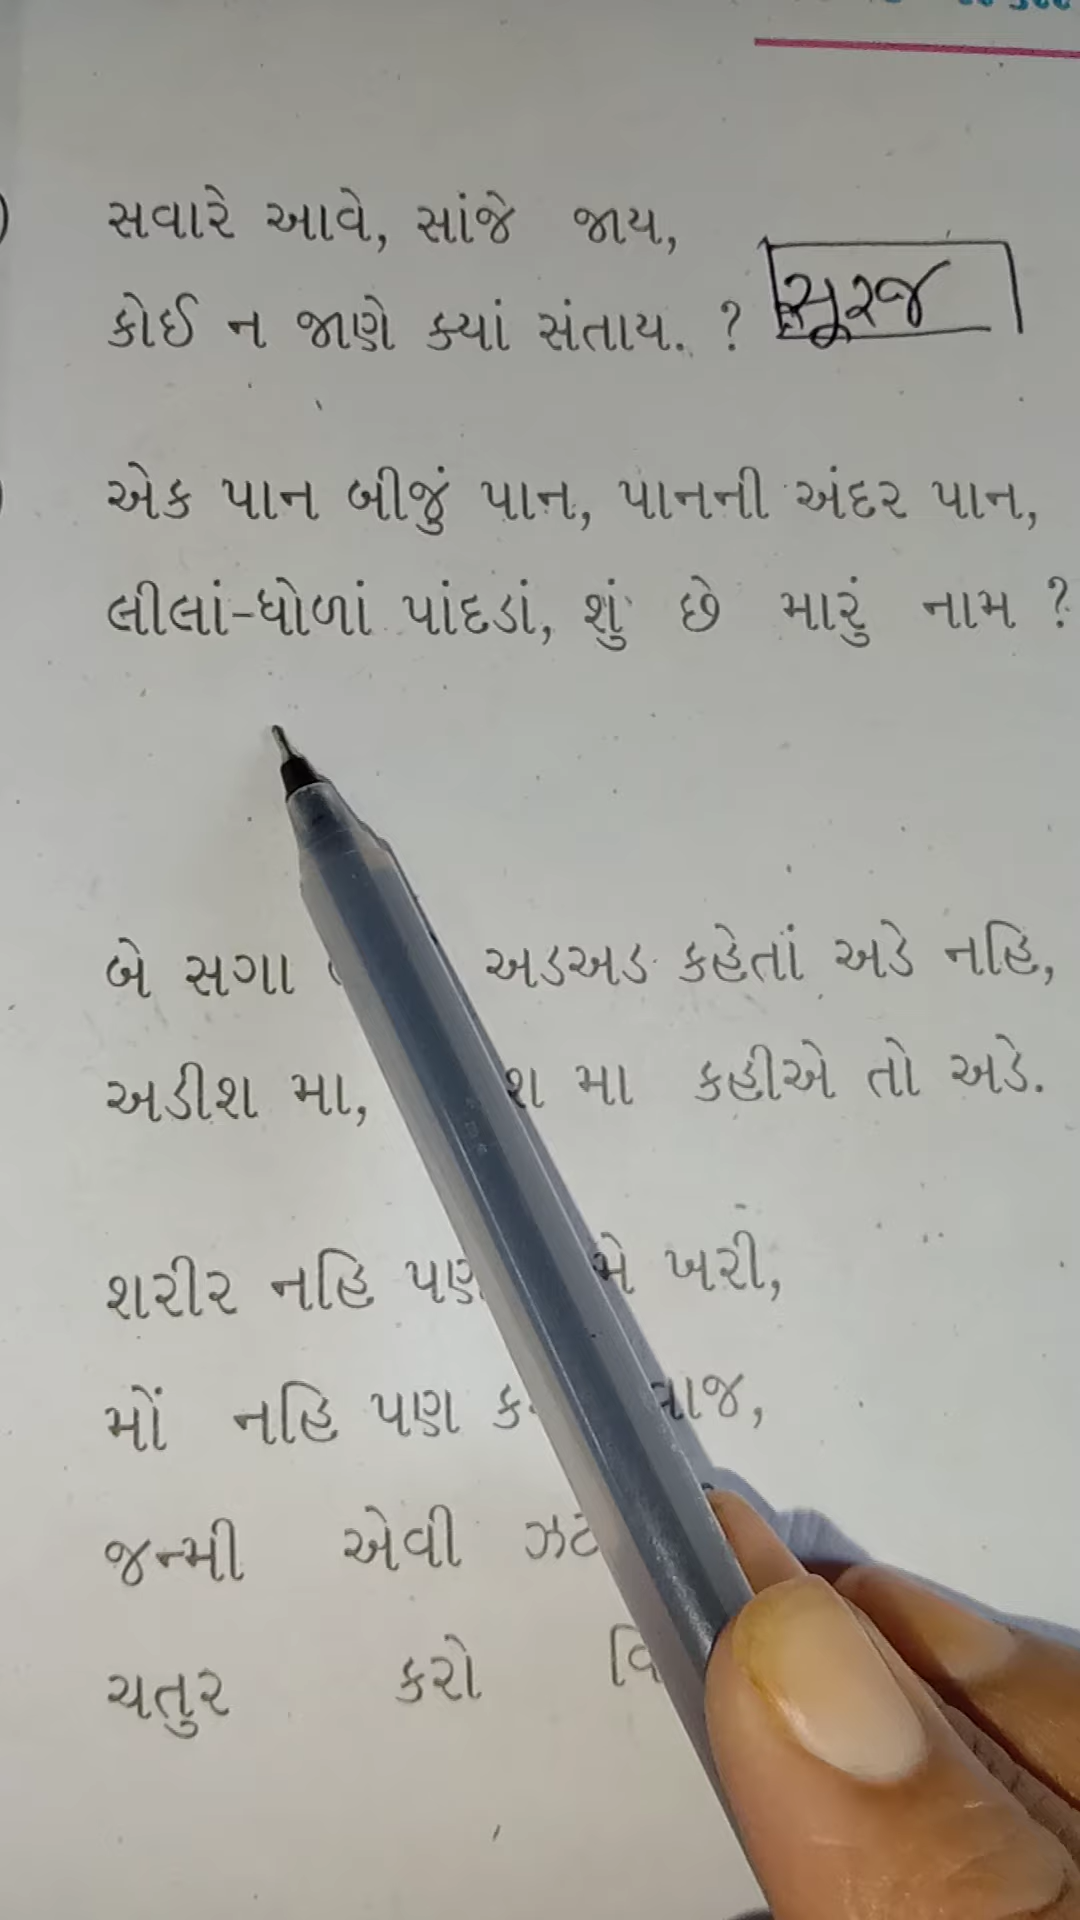 સવારે આવે, સાંજે જાય,
કોઈ ન જાણે ક્યાં સંતાય. ?
સૂરજ
એક પાન બીજું પાન, પાનની અંદર પાન,
લીલાં-ધોળાં પાંદડાં, શું છે મારું નામ ?
બે સગા અડઅડ કહેતાં અડે નહિ,
અડીશ મા, મા કહીએ તો અડે.
શરીર નહિ પણ ખરી,
મોં નહિ પણ
જન્મી એવી
ચતુર કરો